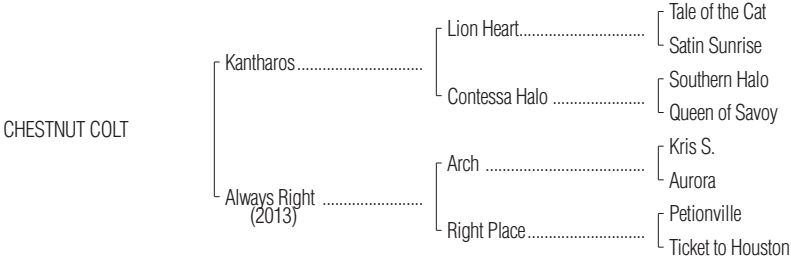 Tale of the Cat
Lion Heart..............................
Satin Sunrise
Kantharos..............................
Southern Halo
Contessa Halo ......................
Queen of Savoy
CHESTNUT COLT
Kris S.
Arch ......................................
Aurora
Always Right ........................
(2013)
Petionville
Right Place............................
Ticket to Houston